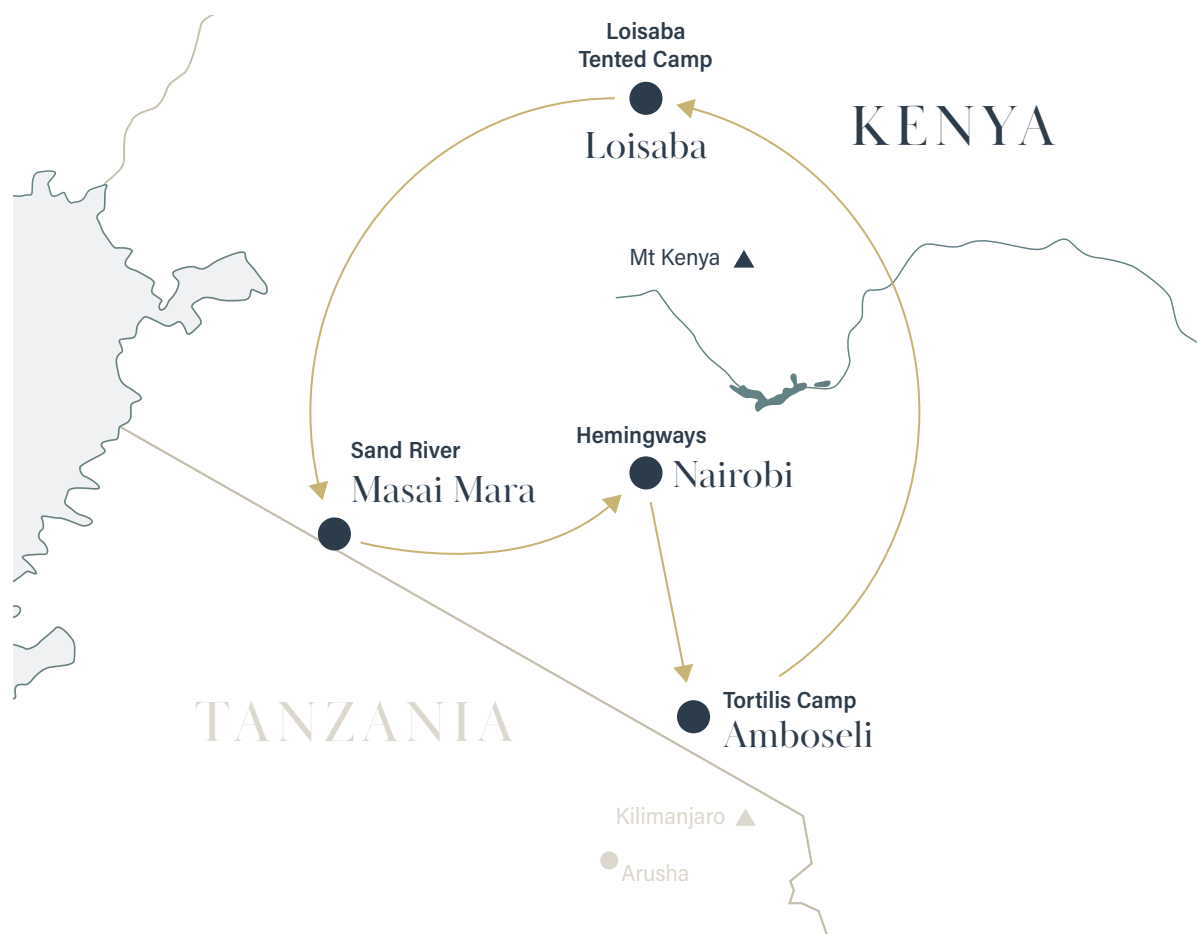 Loisaba
Tented Camp
Loisaba
KENYA
Mt Kenya
Hemingways
Nairobi
Sand River
Masai Mara
Tortilis Camp
Amboseli
TANZANIA
Kilimanjaro
Arusha